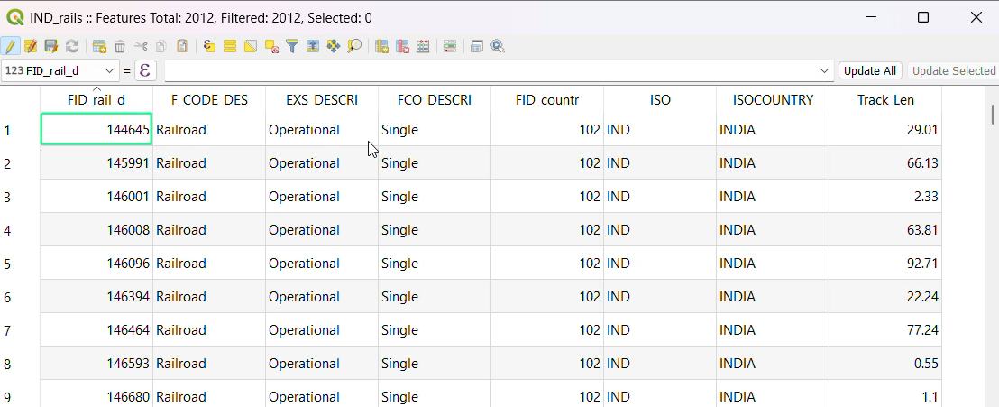 IND_rails :: Features Total: 2012, Filtered: 2012, Selected: 0
123 FID_rail_d = ε Update All Update Selected
FID_rail_d F_CODE_DES EXS_DESCRI FCO_DESCRI FID_countr ISO ISOCOUNTRY Track_Len
1 144645 Railroad Operational Single 102 IND INDIA 29.01
2 145991 Railroad Operational Single 102 IND INDIA 66.13
3 146001 Railroad Operational Single 102 IND INDIA 2.33
4 146008 Railroad Operational Single 102 IND INDIA 63.81
5 146096 Railroad Operational Single 102 IND INDIA 92.71
6 146394 Railroad Operational Single 102 IND INDIA 22.24
7 146464 Railroad Operational Single 102 IND INDIA 77.24
8 146593 Railroad Operational Single 102 IND INDIA 0.55
9 146680 Railroad Operational Single 102 IND INDIA 1.1